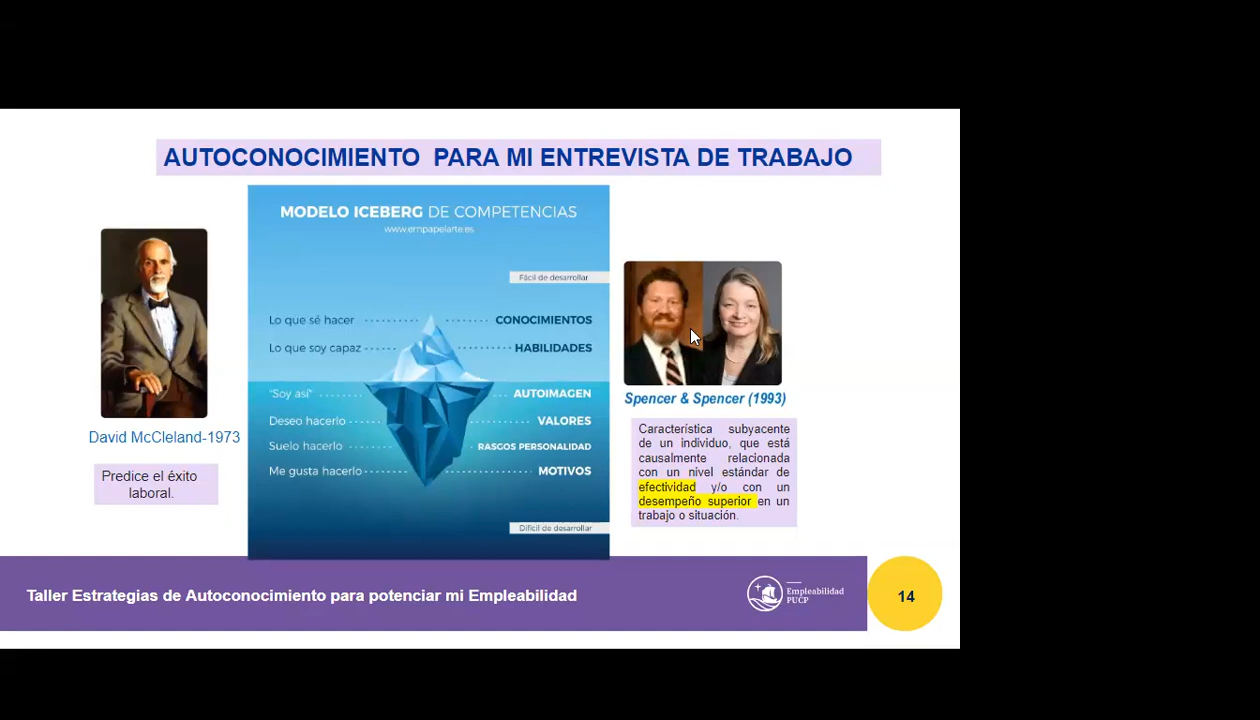 AUTOCONOCIMIENTO PARA MI ENTREVISTA DE TRABAJO
MODELO ICEBERG DE COMPETENCIAS
www.empapelarte.es
Fácil de desarrollar
Lo que sé hacer CONOCIMIENTOS
Lo que soy capaz HABILIDADES
"Soy así" AUTOIMAGEN
Deseo hacerlo VALORES
Suelo hacerlo RASGOS PERSONALIDAD
Me gusta hacerlo MOTIVOS
Difícil de desarrollar
David McCleland-1973
Predice el éxito
laboral.
Spencer & Spencer (1993)
Característica subyacente
de un individuo, que está
causalmente relacionada
con un nivel estándar de
efectividad y/o con un
desempeño superior en un
trabajo o situación.
Taller Estrategias de Autoconocimiento para potenciar mi Empleabilidad
Empleabilidad
PUCP
14